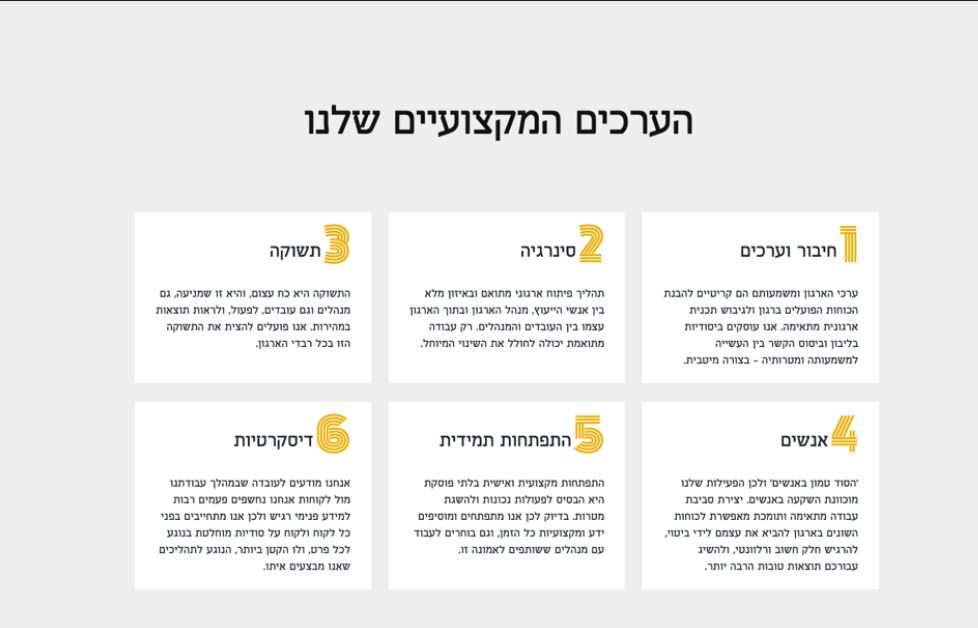 הערכים המקצועיים שלנו
1 חיבור וערכים
ערכי הארגון ומשמעותם הם קריטיים להבנת
הכוחות הפועלים ברגון ולגיבוש תכנית
ארגונית מתאימה. אנו עוסקים ביסודיות
בליבון וביסוס הקשר בין העשייה
למשמעותה ומטרותיה – בצורה מיטבית.
2 סינרגיה
תהליך פיתוח ארגוני מתואם ובאיזון מלא
בין אנשי הייעוץ, מנהל הארגון ובתוך הארגון
עצמו בין העובדים והמנהלים. רק עבודה
מתואמת יכולה לחולל את השינוי המיוחל.
3 תשוקה
התשוקה היא כח עצום, והיא זו שמניעה, גם
מנהלים וגם עובדים, לפעול, ולראות תוצאות
במהירות. אנו פועלים להצית את התשוקה
הזו בכל רבדי הארגון.
4 אנשים
'הסוד טמון באנשים' ולכן הפעילות שלנו
מוכוונת השקעה באנשים. יצירת סביבת
עבודה מתאימה ותומכת מאפשרת לכוחות
השונים בארגון להביא את עצמם לידי ביטוי,
להרגיש חלק חשוב ורלוונטי, ולהשיג
עבורכם תוצאות טובות הרבה יותר.
5 התפתחות תמידית
התפתחות מקצועית ואישית בלתי פוסקת
היא הבסיס לפעולות נכונות ולהשגת
מטרות. בדיוק לכן אנו מתפתחים ומוסיפים
ידע ומקצועיות כל הזמן, וגם בוחרים לעבוד
עם מנהלים ששותפים לאמונה זו.
6 דיסקרטיות
אנחנו מודעים לעובדה שבמהלך עבודתנו
מול לקוחות אנחנו נחשפים פעמים רבות
למידע פנימי רגיש ולכן אנו מתחייבים בפני
כל לקוח ולקוח על סודיות מוחלטת בנוגע
לכל פרט, ולו הקטן ביותר, הנוגע לתהליכים
שאנו מבצעים איתו.